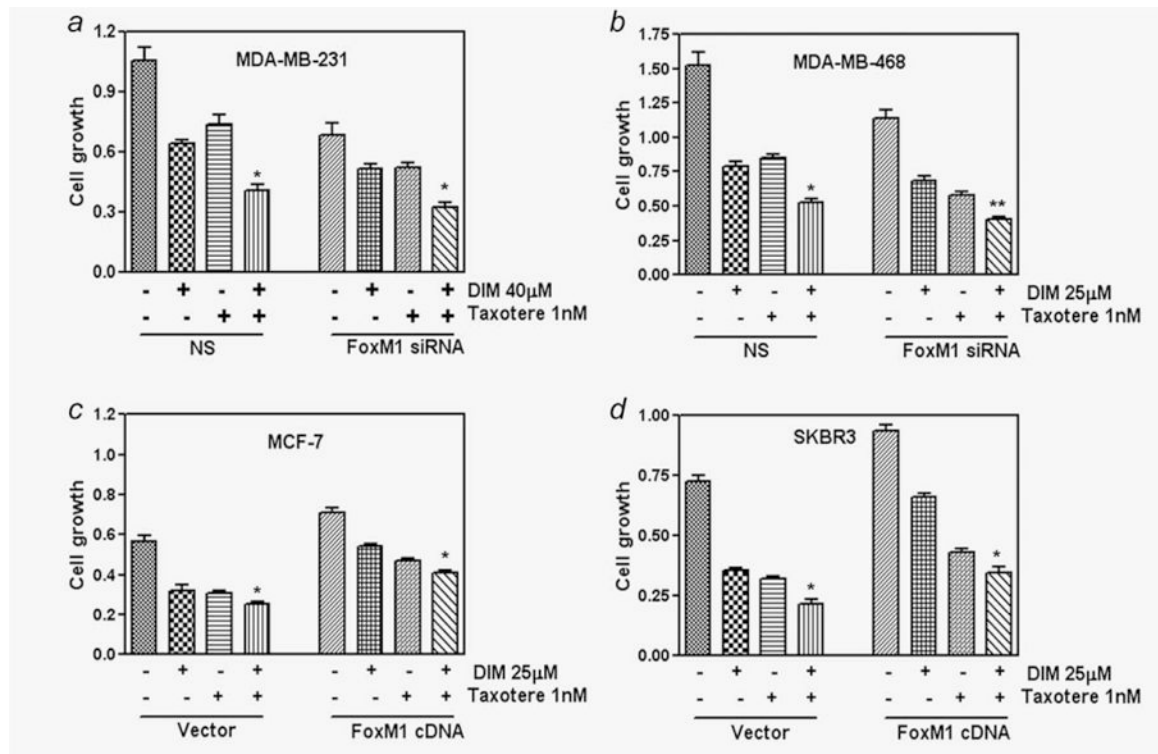 a
MDA-MB-231
Cell growth
1.2
0.9
0.6
0.3
0.0
*
*
- + - + - + - + DIM 40μM
- - + + - - + + Taxotere 1nM
NS FoxM1 siRNA
b
MDA-MB-468
Cell growth
1.75
1.50
1.25
1.00
0.75
0.50
0.25
0.00
*
**
- + - + - + - + DIM 25μM
- - + + - - + + Taxotere 1nM
NS FoxM1 siRNA
c
MCF-7
Cell growth
1.2
1.0
0.8
0.6
0.4
0.2
0.0
*
*
- + - + - + - + DIM 25μM
- - + + - - + + Taxotere 1nM
Vector FoxM1 cDNA
d
SKBR3
Cell growth
1.00
0.75
0.50
0.25
0.00
*
*
- + - + - + - + DIM 25μM
- - + + - - + + Taxotere 1nM
Vector FoxM1 cDNA